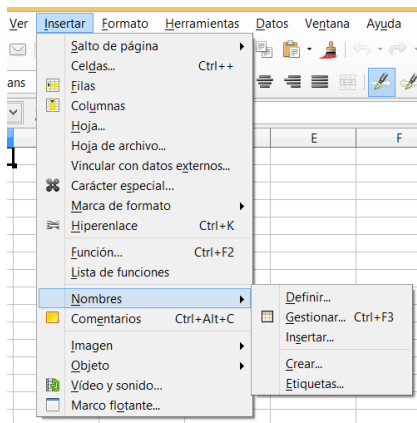 Ver Insertar Formato Herramientas Datos Ventana Ayuda
Salto de página
Celdas... Ctrl++
ans
Filas
Columnas
Hoja...
Hoja de archivo...
E F
Vincular con datos externos...
Carácter especial...
Marca de formato
Hiperenlace Ctrl+K
Función... Ctrl+F2
Lista de funciones
Nombres
Comentarios Ctrl+Alt+C
Imagen
Objeto
Vídeo y sonido...
Marco flotante...
Definir...
Gestionar... Ctrl+F3
Insertar...
Crear...
Etiquetas...